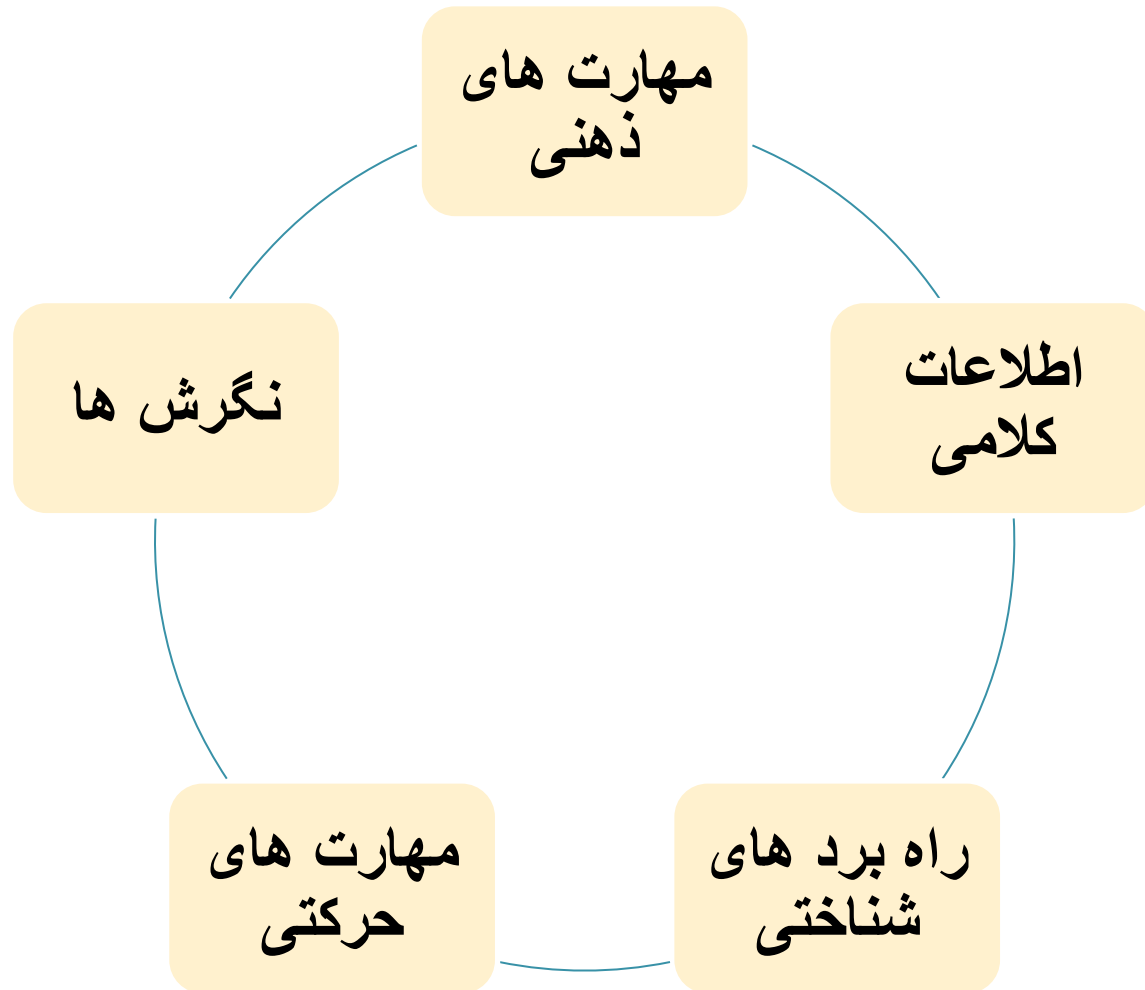 مهارت های
ذهنی
اطلاعات
کلامی
راه برد های
شناختی
مهارت های
حرکتی
نگرش ها